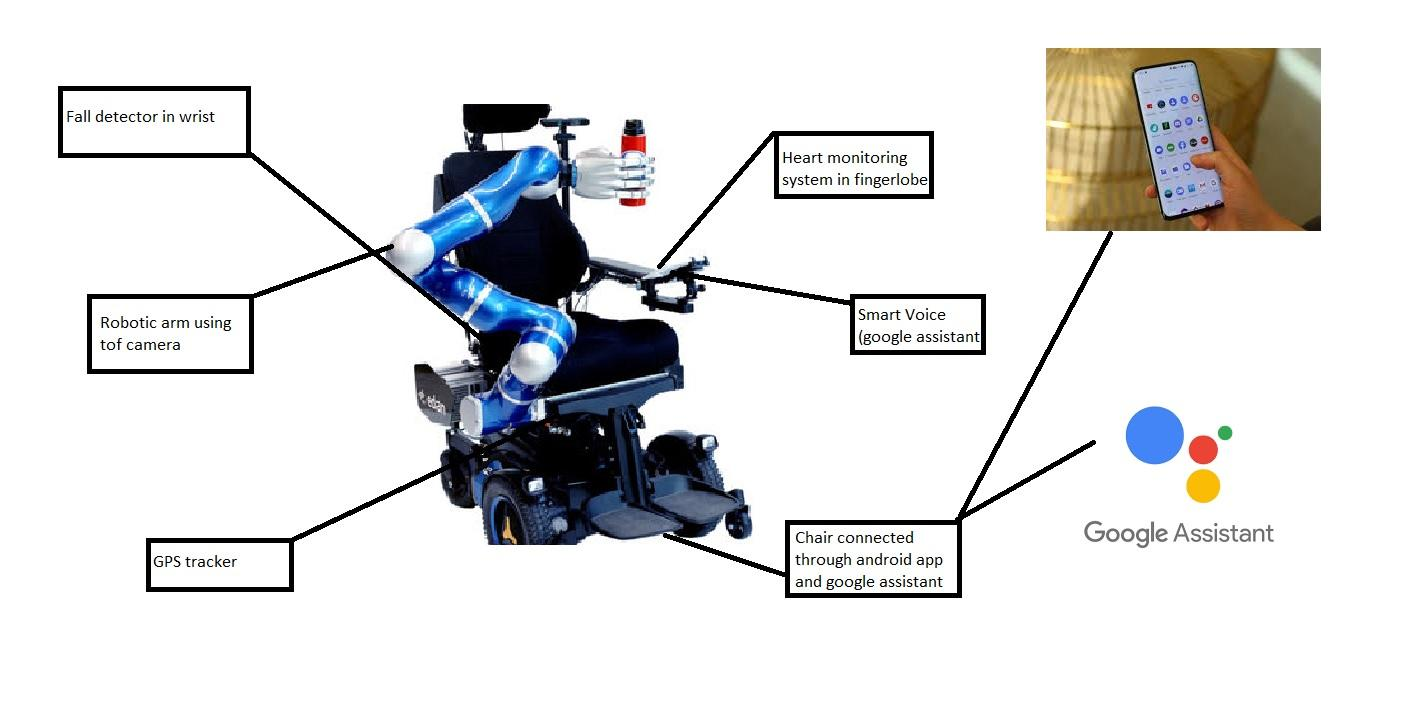 Fall detector in wrist
Heart monitoring
system in fingerlobe
Robotic arm using
tof camera
Smart Voice
(google assistant
GPS tracker
Chair connected
through android app
and google assistant
Google Assistant